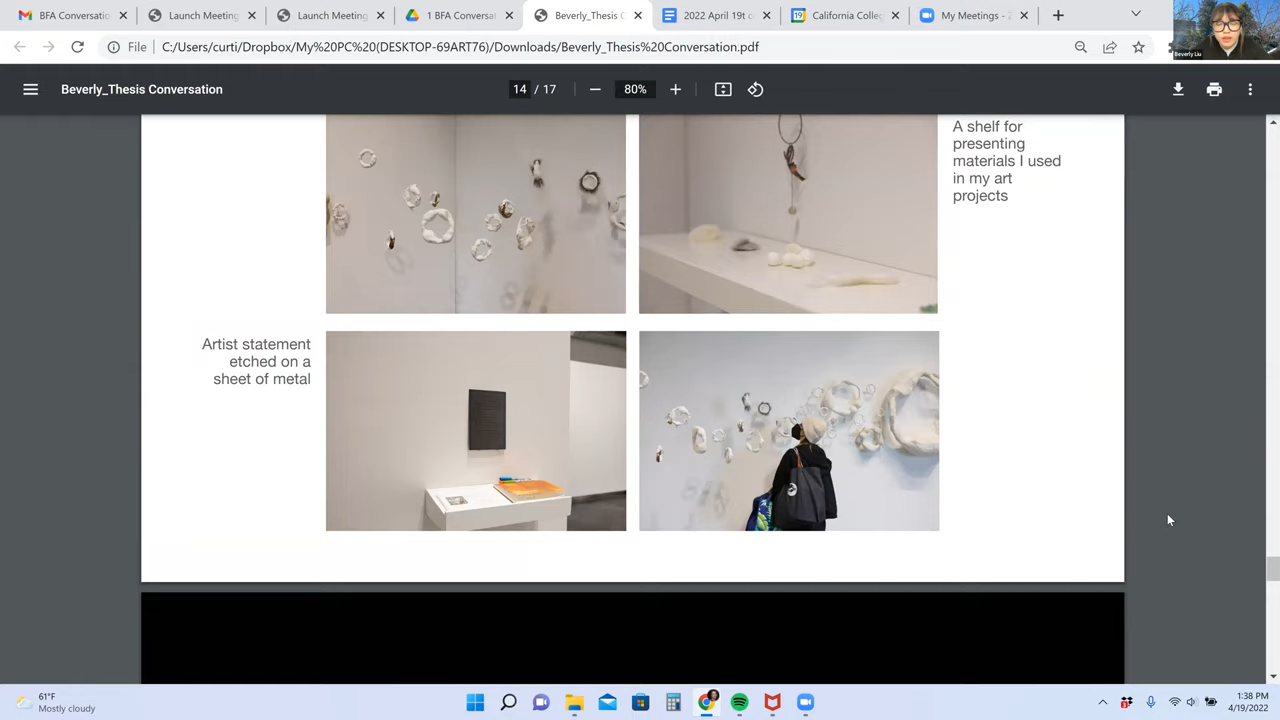 BFA Convers
Launch Meeting
Launch Meeting
1 BFA Conversa
Beverly_Thesis C
2022 April 19t
California Colleg
My Meetings - Z
File
C:/Users/curti/Dropbox/My%20PC%20(DESKTOP-69ART76)/Downloads/Beverly_Thesis%20Conversation.pdf
Beverly Liu
Beverly_Thesis Conversation
14 / 17
80%
A shelf for
presenting
materials I used
in my art
projects
Artist statement
etched on a
sheet of metal
61°F
Mostly cloudy
1:38 PM
4/19/2022